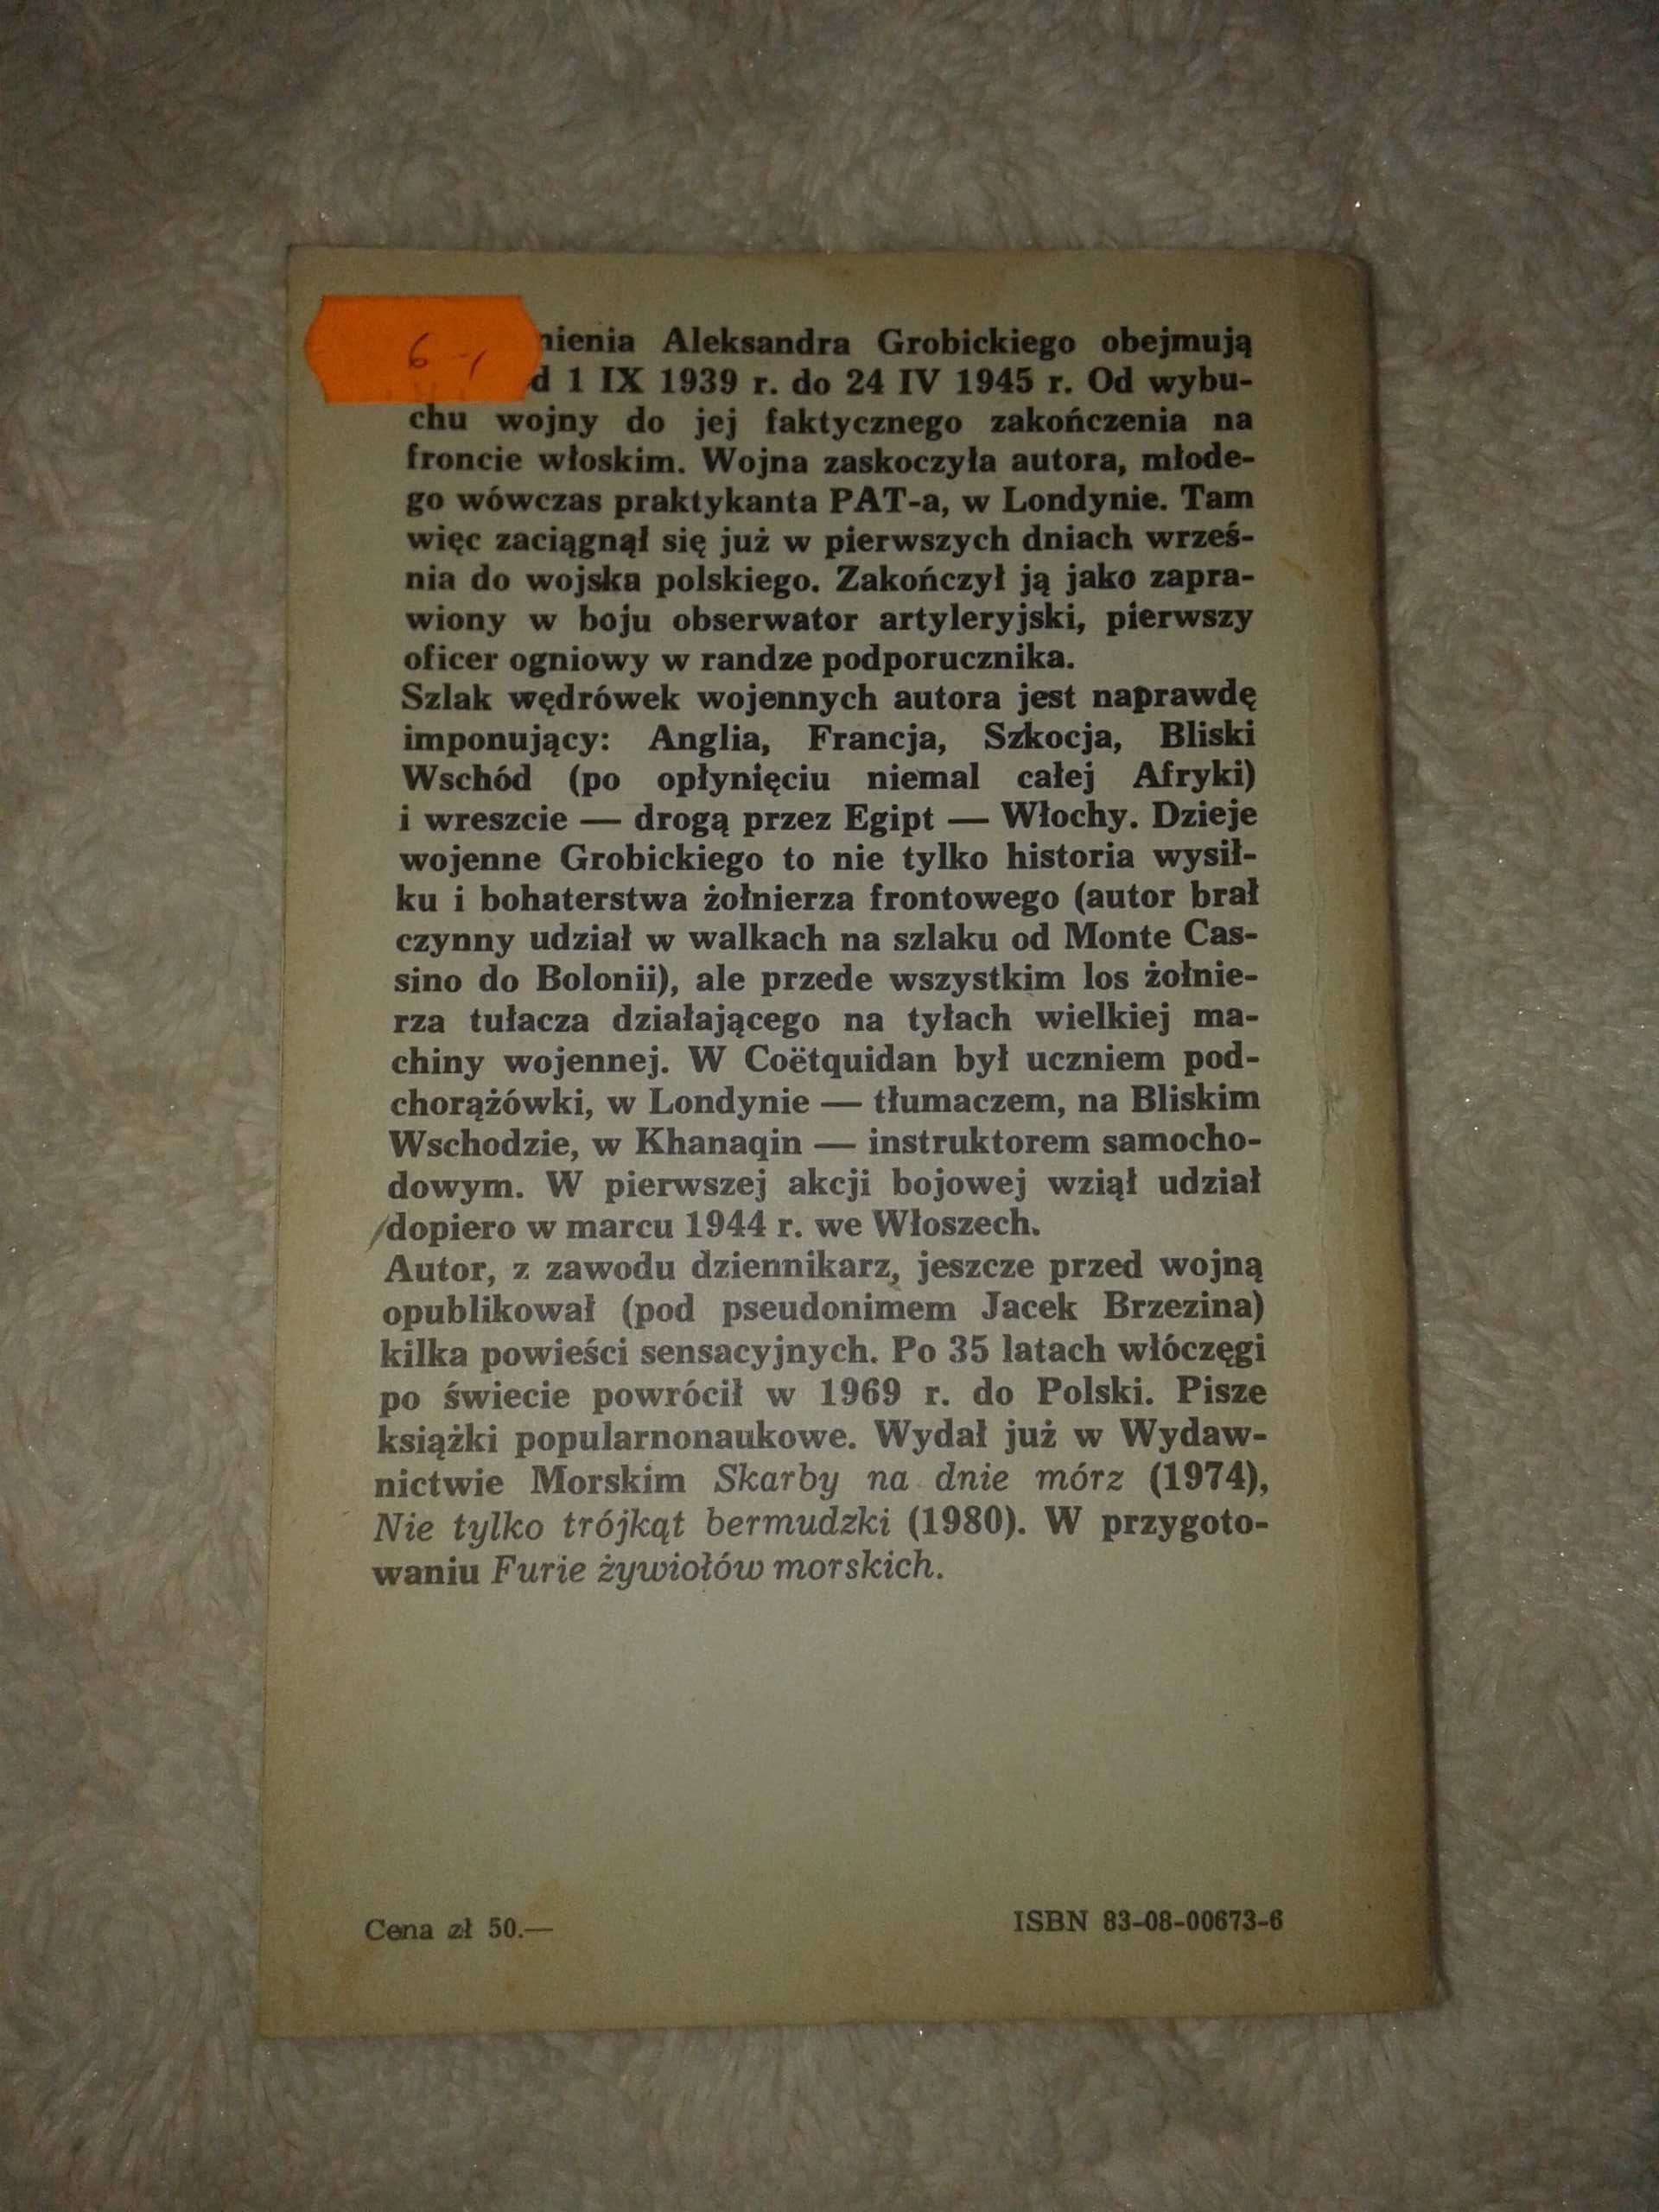 6 -,
nienia Aleksandra Grobickiego obejmują
d 1 IX 1939 r. do 24 IV 1945 r. Od wybu-
chu wojny do jej faktycznego zakończenia na
froncie włoskim. Wojna zaskoczyła autora, młode-
go wówczas praktykanta PAT-a, w Londynie. Tam
więc zaciągnął się już w pierwszych dniach wrześ-
nia do wojska polskiego. Zakończył ją jako zapra-
wiony w boju obserwator artyleryjski, pierwszy
oficer ogniowy w randze podporucznika.
Szlak wędrówek wojennych autora jest naprawdę
imponujący: Anglia, Francja, Szkocja, Bliski
Wschód (po opłynięciu niemal całej Afryki)
i wreszcie — drogą przez Egipt — Włochy. Dzieje
wojenne Grobickiego to nie tylko historia wysił-
ku i bohaterstwa żołnierza frontowego (autor brał
czynny udział w walkach na szlaku od Monte Cas-
sino do Bolonii), ale przede wszystkim los żołnie-
rza tułacza działającego na tyłach wielkiej ma-
chiny wojennej. W Coëtquidan był uczniem pod-
chorążówki, w Londynie — tłumaczem, na Bliskim
Wschodzie, w Khanaqin — instruktorem samocho-
dowym. W pierwszej akcji bojowej wziął udział
dopiero w marcu 1944 r. we Włoszech.
Autor, z zawodu dziennikarz, jeszcze przed wojną
opublikował (pod pseudonimem Jacek Brzezina)
kilka powieści sensacyjnych. Po 35 latach włóczęgi
po świecie powrócił w 1969 r. do Polski. Pisze
książki popularnonaukowe. Wydał już w Wydaw-
nictwie Morskim Skarby na dnie mórz (1974),
Nie tylko trójkąt bermudzki (1980). W przygoto-
waniu Furie żywiołów morskich.
Cena zł 50.—
ISBN 83-08-00673-6